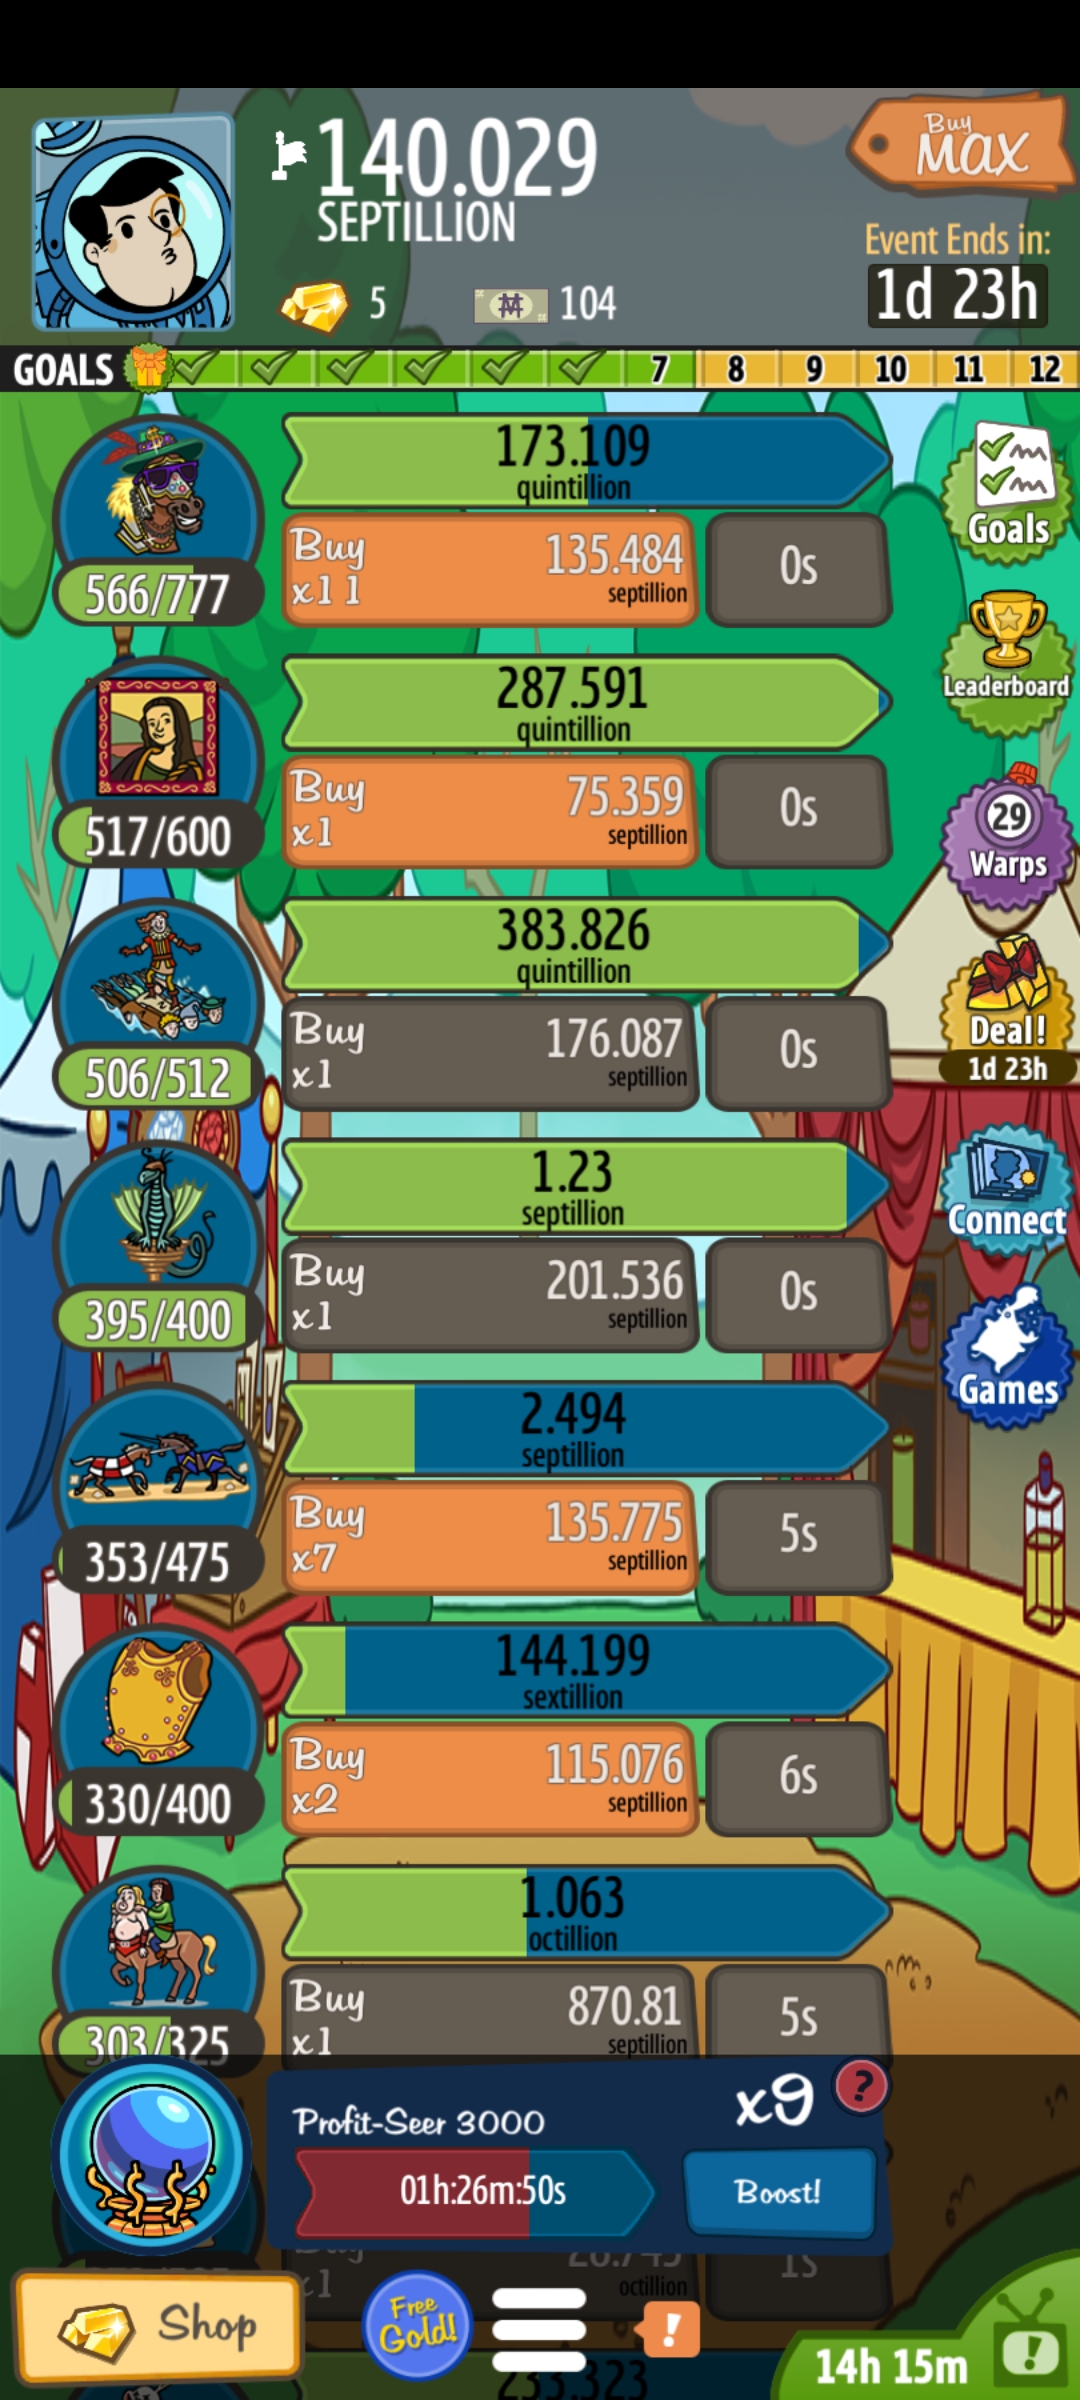 Buy
140.029
MAX
SEPTILLION
Event Ends in:
5
104
1d 23h
GOALS
7
8
9
10
11
12
173.109
quintillion
Goals
Buy
x11
135.484
septillion
0s
566/777
287.591
quintillion
Leaderboard
Buy
x1
75.359
septillion
0s
517/600
29
Warps
383.826
quintillion
Buy
x1
176.087
septillion
0s
506/512
Deal!
1d 23h
1.23
septillion
Connect
Buy
x1
201.536
septillion
0s
395/400
Games
2.494
septillion
Buy
x7
135.775
septillion
5s
353/475
144.199
sextillion
Buy
x2
115.076
septillion
6s
330/400
1.063
octillion
Buy
x1
870.81
septillion
5s
303/325
Profit-Seer 3000
x9
?
01h:26m:50s
Boost!
Buy
x1
octillion
1s
Shop
Free
Gold!
!
14h 15m
!
233.323